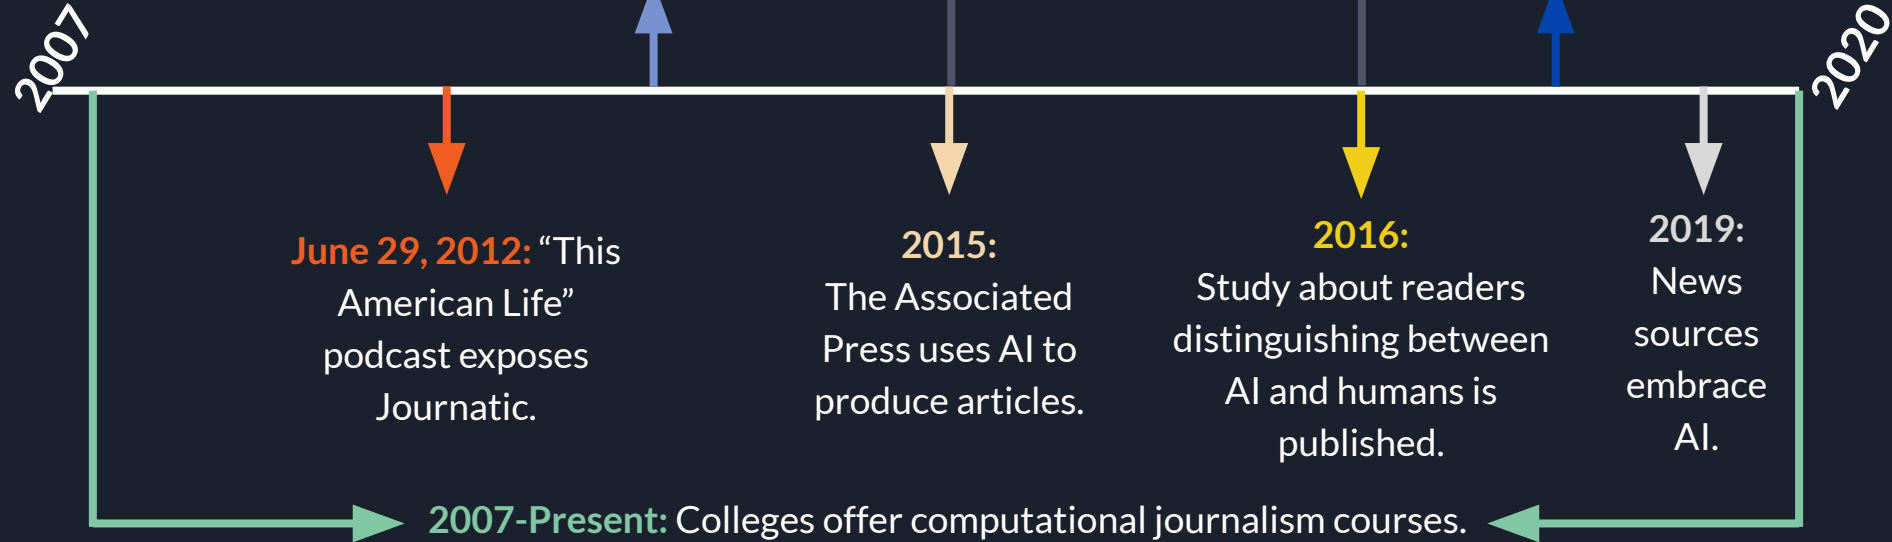 2007
2020
June 29, 2012: “This
American Life”
podcast exposes
Journatic.
2015:
The Associated
Press uses AI to
produce articles.
2016:
Study about readers
distinguishing between
AI and humans is
published.
2019:
News
sources
embrace
AI.
2007-Present: Colleges offer computational journalism courses.